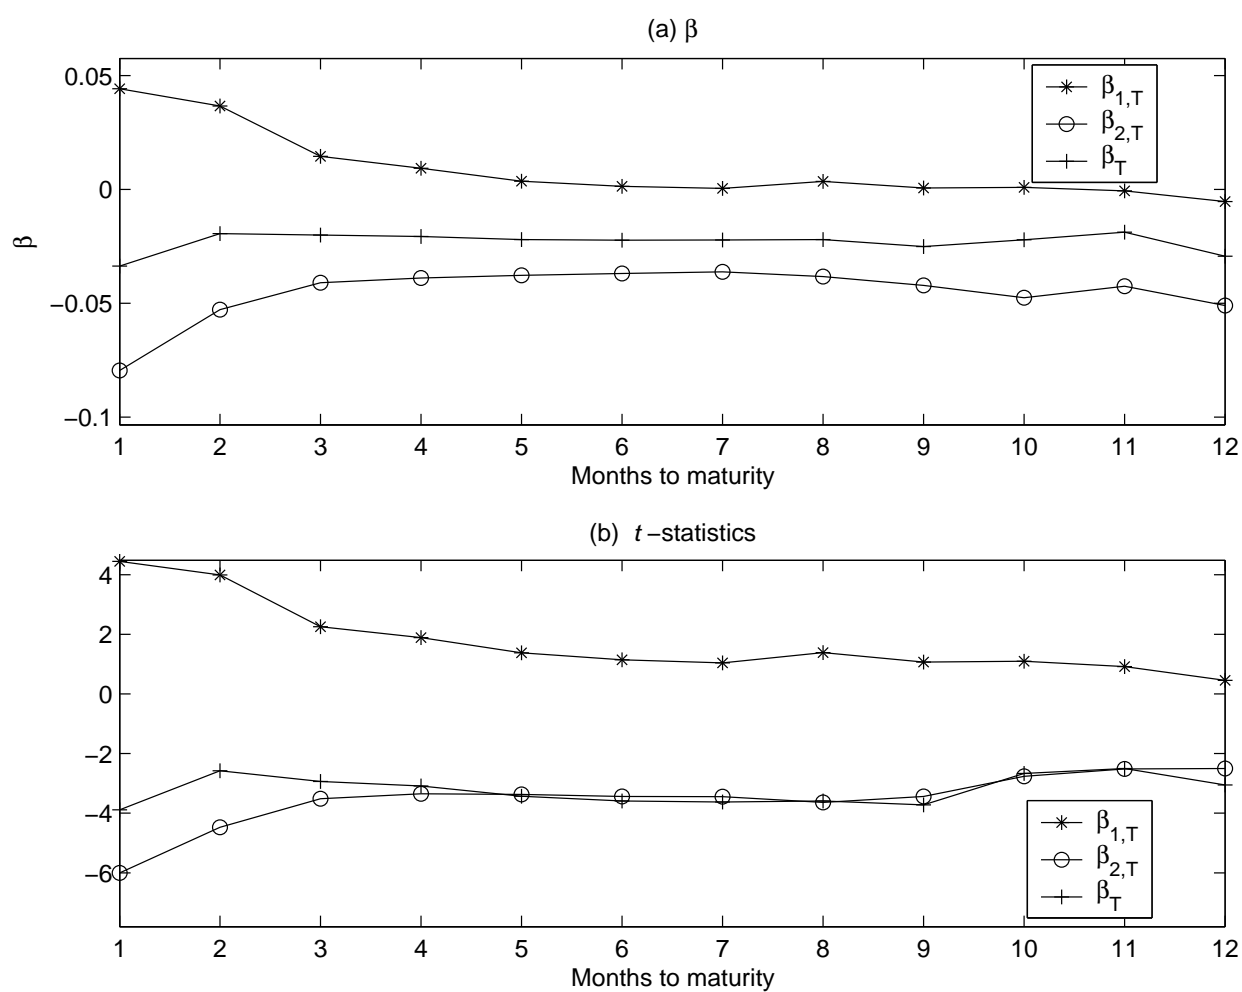 (a) β
0.05
0
−0.05
−0.1
β
β1,T
β2,T
βT
1 2 3 4 5 6 7 8 9 10 11 12
Months to maturity
(b) t −statistics
4
2
0
−2
−4
−6
β1,T
β2,T
βT
1 2 3 4 5 6 7 8 9 10 11 12
Months to maturity